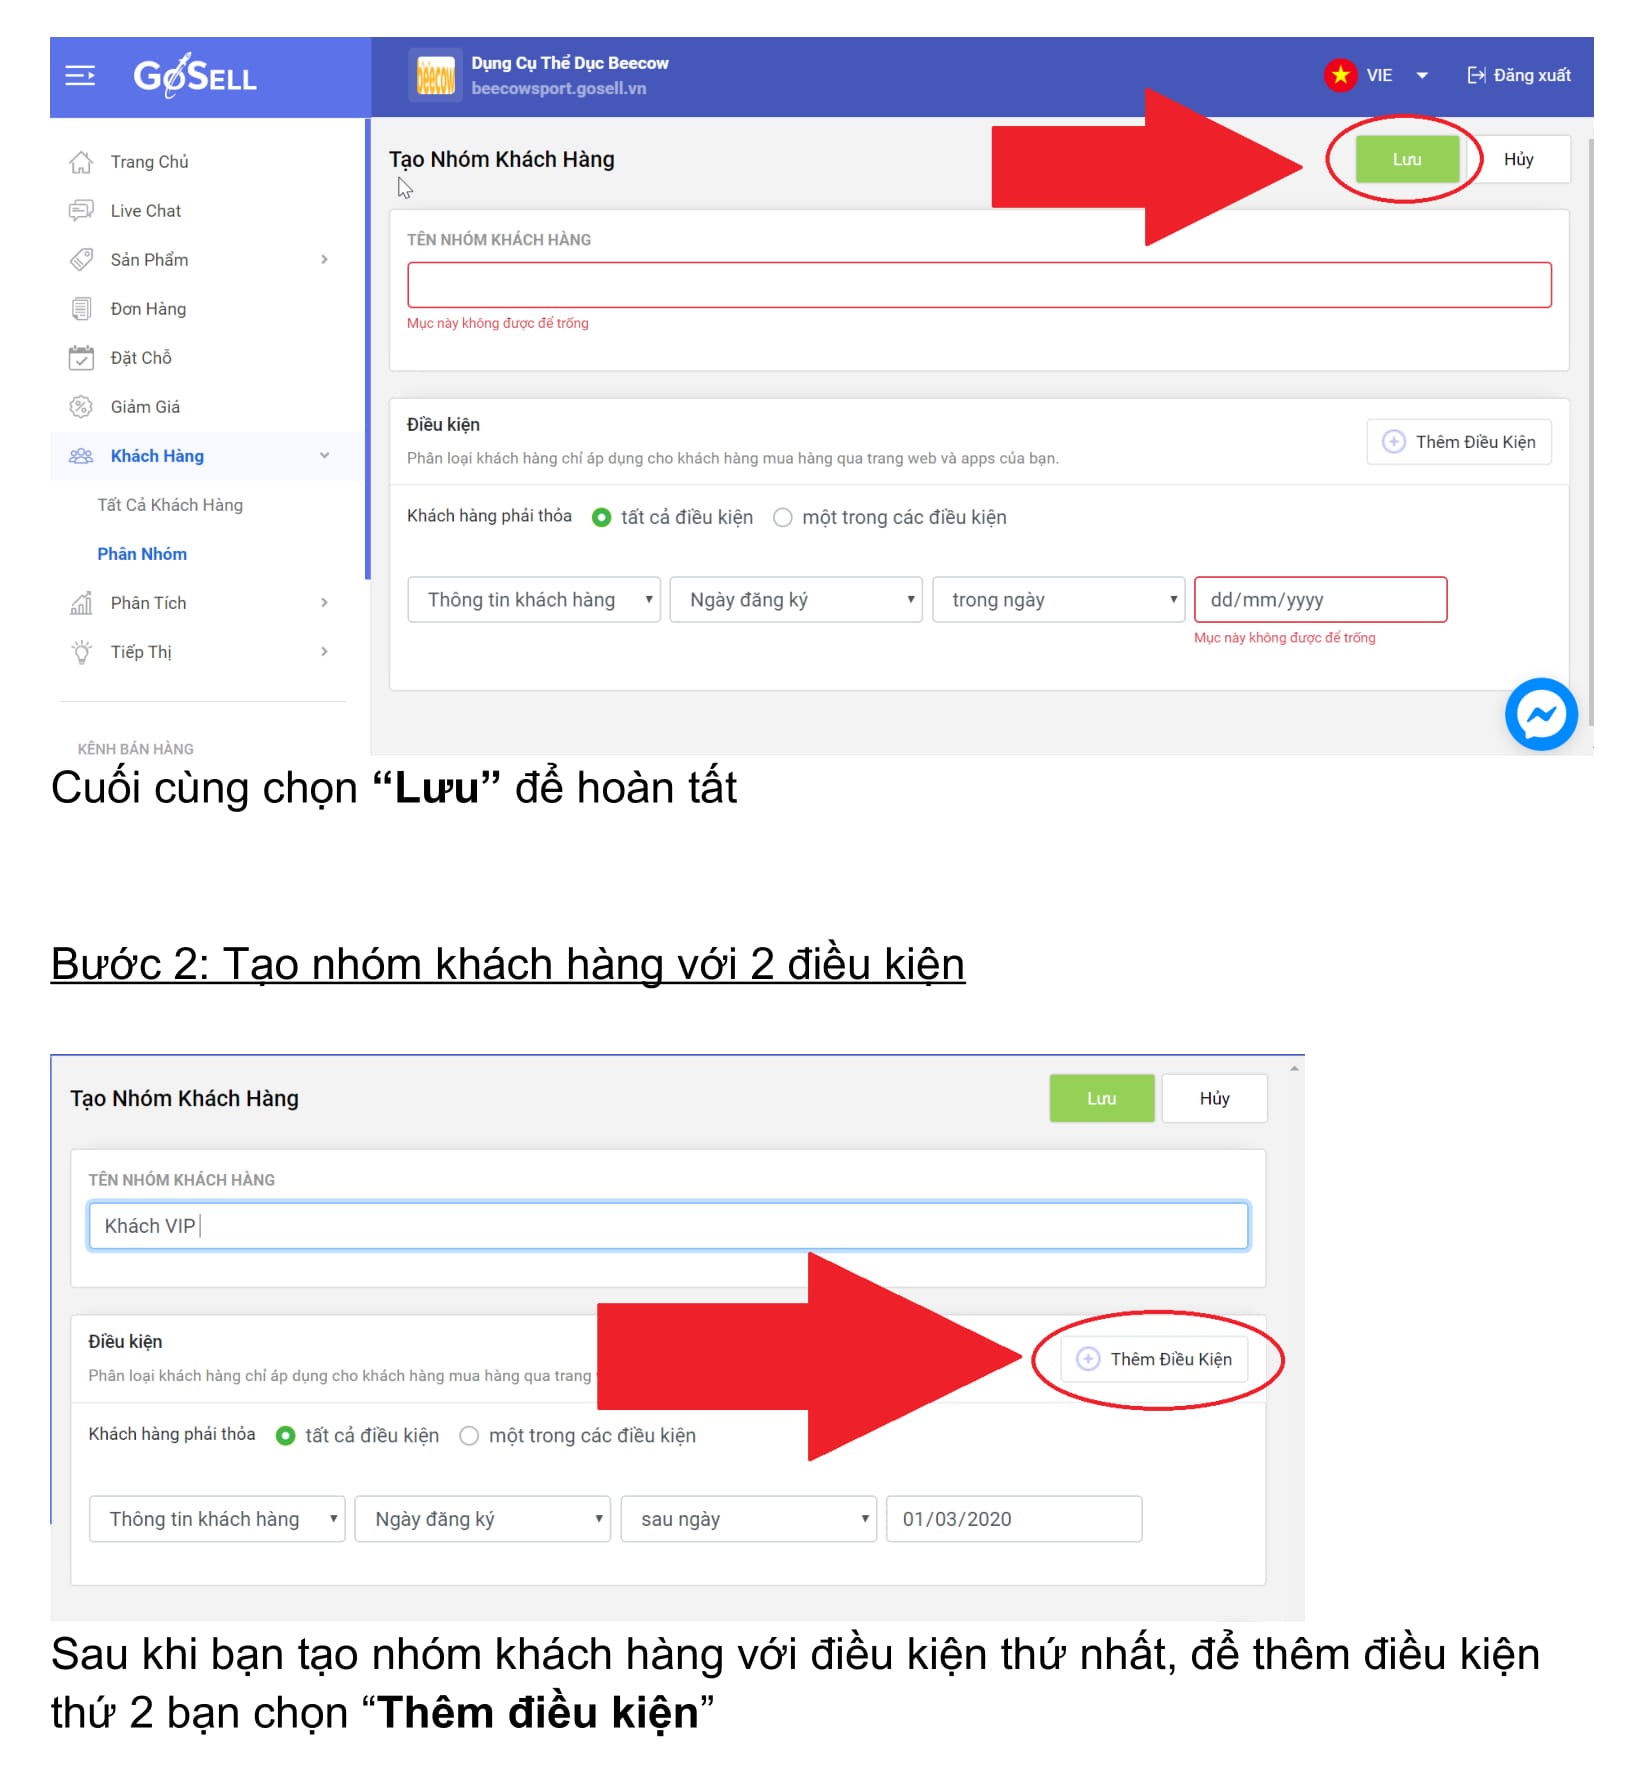 GOSELL
beecow
Dụng Cụ Thể Dục Beecow
beecowsport.gosell.vn
VIE
Đăng xuất
Trang Chủ
Live Chat
Sản Phẩm
Đơn Hàng
Đặt Chỗ
Giảm Giá
Khách Hàng
Tất Cả Khách Hàng
Phân Nhóm
Phân Tích
Tiếp Thị
KÊNH BÁN HÀNG
Tạo Nhóm Khách Hàng
Lưu
Hủy
TÊN NHÓM KHÁCH HÀNG
Mục này không được để trống
Điều kiện
Phân loại khách hàng chỉ áp dụng cho khách hàng mua hàng qua trang web và apps của bạn.
Thêm Điều Kiện
Khách hàng phải thỏa tất cả điều kiện một trong các điều kiện
Thông tin khách hàng Ngày đăng ký trong ngày dd/mm/yyyy
Mục này không được để trống
Cuối cùng chọn “Lưu” để hoàn tất
Bước 2: Tạo nhóm khách hàng với 2 điều kiện
Tạo Nhóm Khách Hàng
Lưu
Hủy
TÊN NHÓM KHÁCH HÀNG
Khách VIP
Điều kiện
Phân loại khách hàng chỉ áp dụng cho khách hàng mua hàng qua trang
Thêm Điều Kiện
Khách hàng phải thỏa tất cả điều kiện một trong các điều kiện
Thông tin khách hàng Ngày đăng ký sau ngày 01/03/2020
Sau khi bạn tạo nhóm khách hàng với điều kiện thứ nhất, để thêm điều kiện
thứ 2 bạn chọn “Thêm điều kiện”